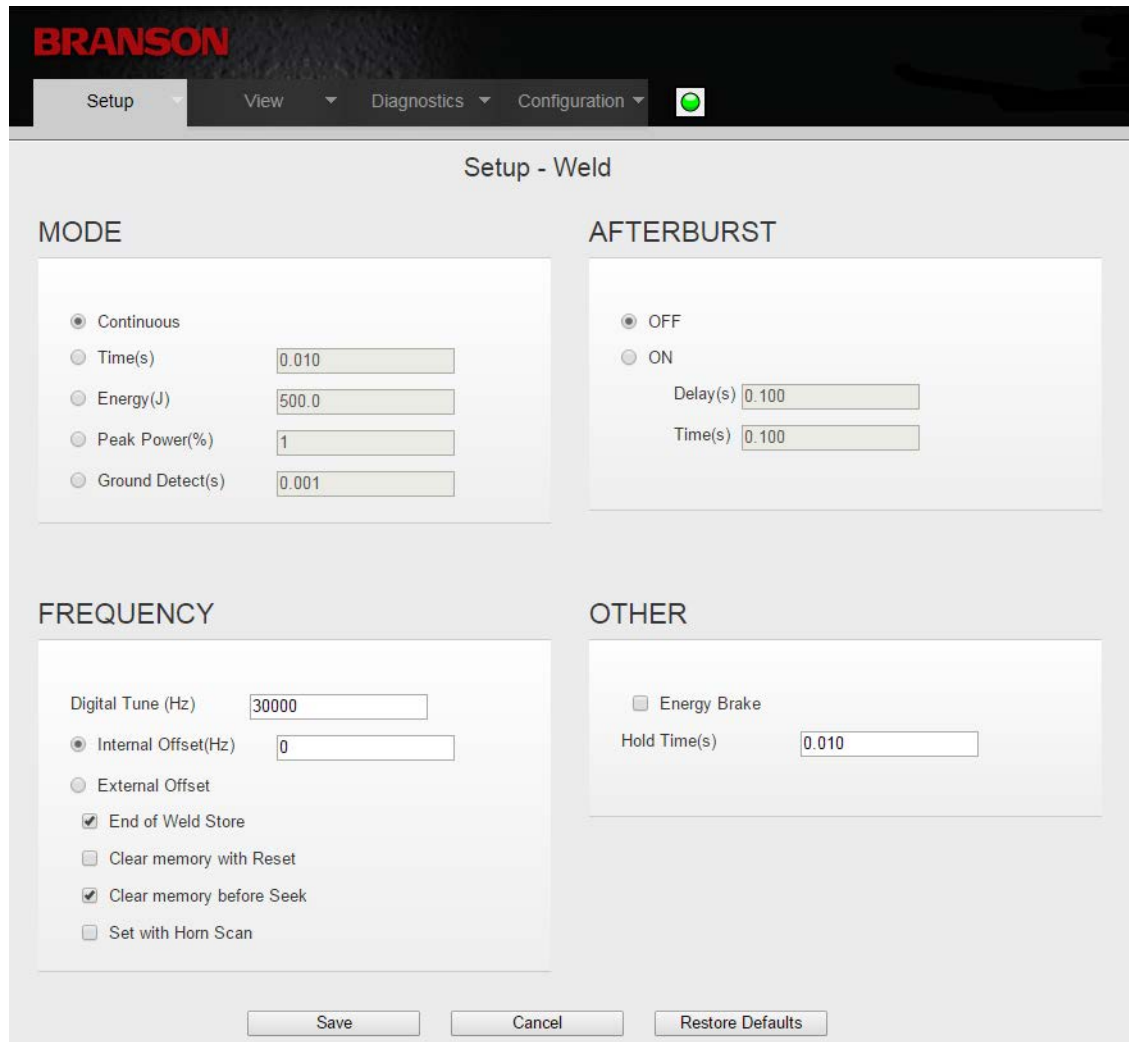 BRANSON
Setup View Diagnostics Configuration
Setup - Weld
MODE
Continuous
Time(s) 0.010
Energy(J) 500.0
Peak Power(%) 1
Ground Detect(s) 0.001
AFTERBURST
OFF
ON
Delay(s) 0.100
Time(s) 0.100
FREQUENCY
Digital Tune (Hz) 30000
Internal Offset(Hz) 0
External Offset
End of Weld Store
Clear memory with Reset
Clear memory before Seek
Set with Horn Scan
OTHER
Energy Brake
Hold Time(s) 0.010
Save Cancel Restore Defaults